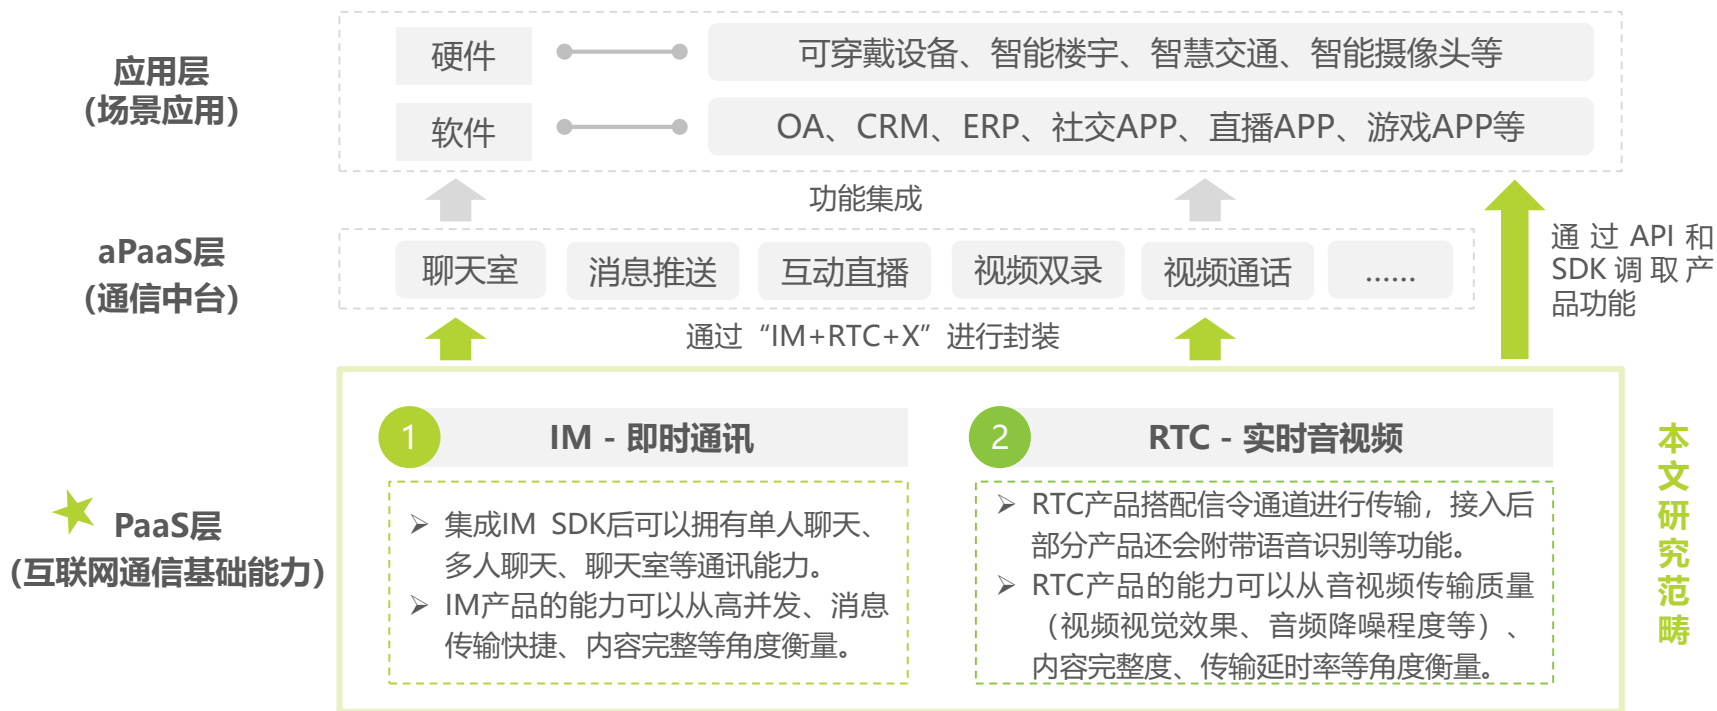 应用层
(场景应用)
硬件
可穿戴设备、智能楼宇、智慧交通、智能摄像头等
软件
OA、CRM、ERP、社交APP、直播APP、游戏APP等
功能集成
aPaaS层
(通信中台)
聊天室
消息推送
互动直播
视频双录
视频通话
……
通过 API 和
SDK 调取产
品功能
通过“IM+RTC+X”进行封装
PaaS层
(互联网通信基础能力)
1
IM - 即时通讯
集成IM SDK后可以拥有单人聊天、
多人聊天、聊天室等通讯能力。
IM产品的能力可以从高并发、消息
传输快捷、内容完整等角度衡量。
2
RTC - 实时音视频
RTC产品搭配信令通道进行传输，接入后
部分产品还会附带语音识别等功能。
RTC产品的能力可以从音视频传输质量
（视频视觉效果、音频降噪程度等）、
内容完整度、传输延时率等角度衡量。
本文研究范畴